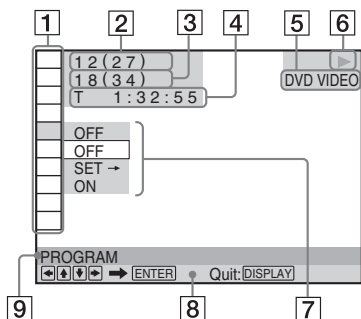 1 2 3 4 5 6
12(27)
18(34)
T 1:32:55
DVD VIDEO
OFF
OFF
SET →
ON
PROGRAM
ENTER Quit: DISPLAY
9 8 7